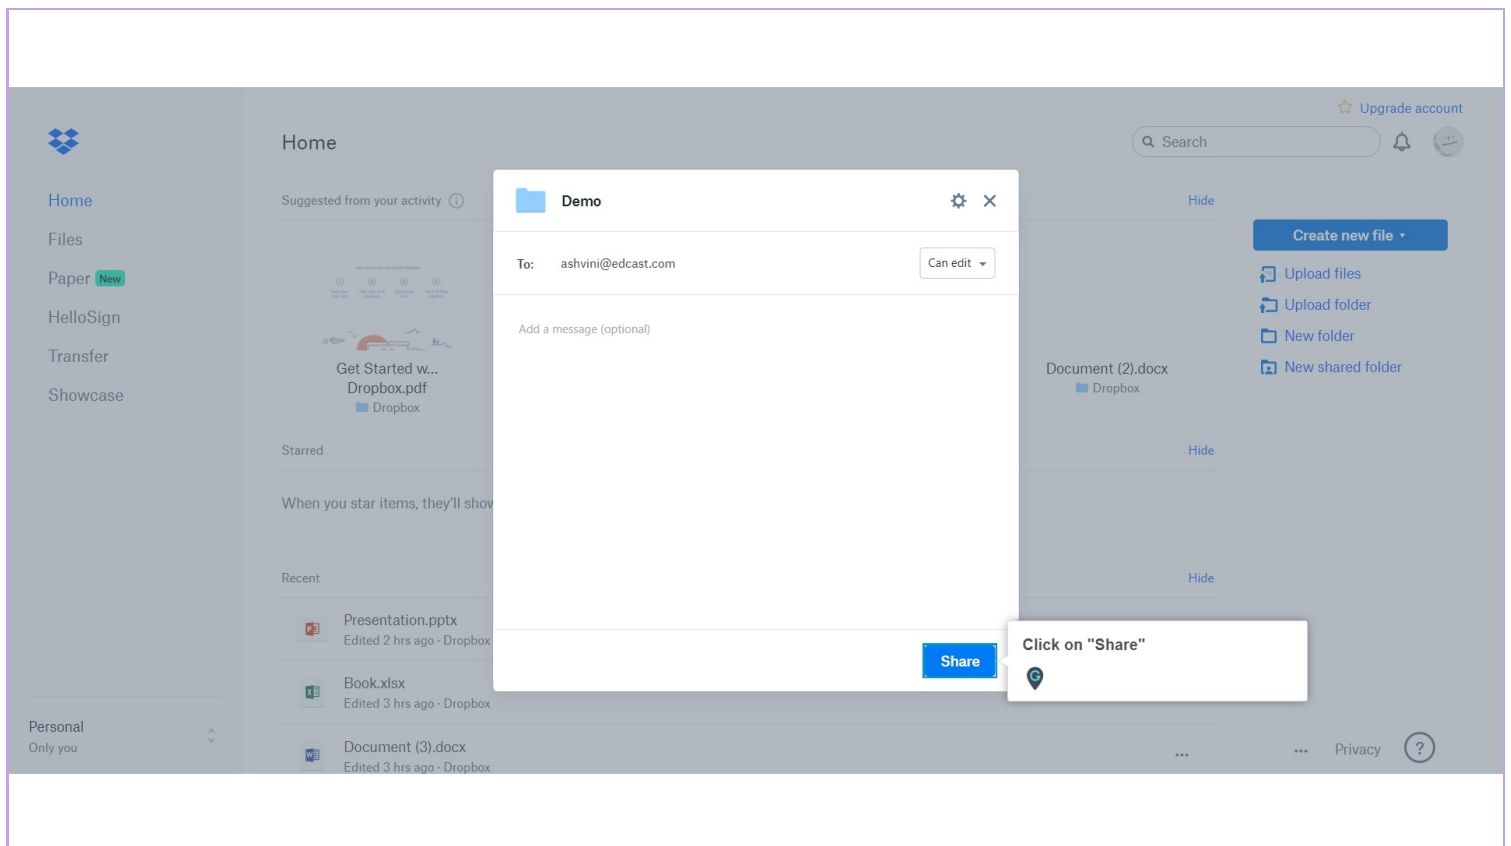 Upgrade account
Home
Search
Home
Files
Paper New
HelloSign
Transfer
Showcase
Personal
Only you
Suggested from your activity
Hide
Get Started w...
Dropbox.pdf
Dropbox
Document (2).docx
Dropbox
Starred
Hide
When you star items, they'll show
Recent
Hide
Presentation.pptx
Edited 2 hrs ago · Dropbox
Book.xlsx
Edited 3 hrs ago · Dropbox
Document (3).docx
Edited 3 hrs ago · Dropbox
Demo
To: ashvini@edcast.com Can edit
Add a message (optional)
Share
Click on "Share"
Create new file
Upload files
Upload folder
New folder
New shared folder
... Privacy ?